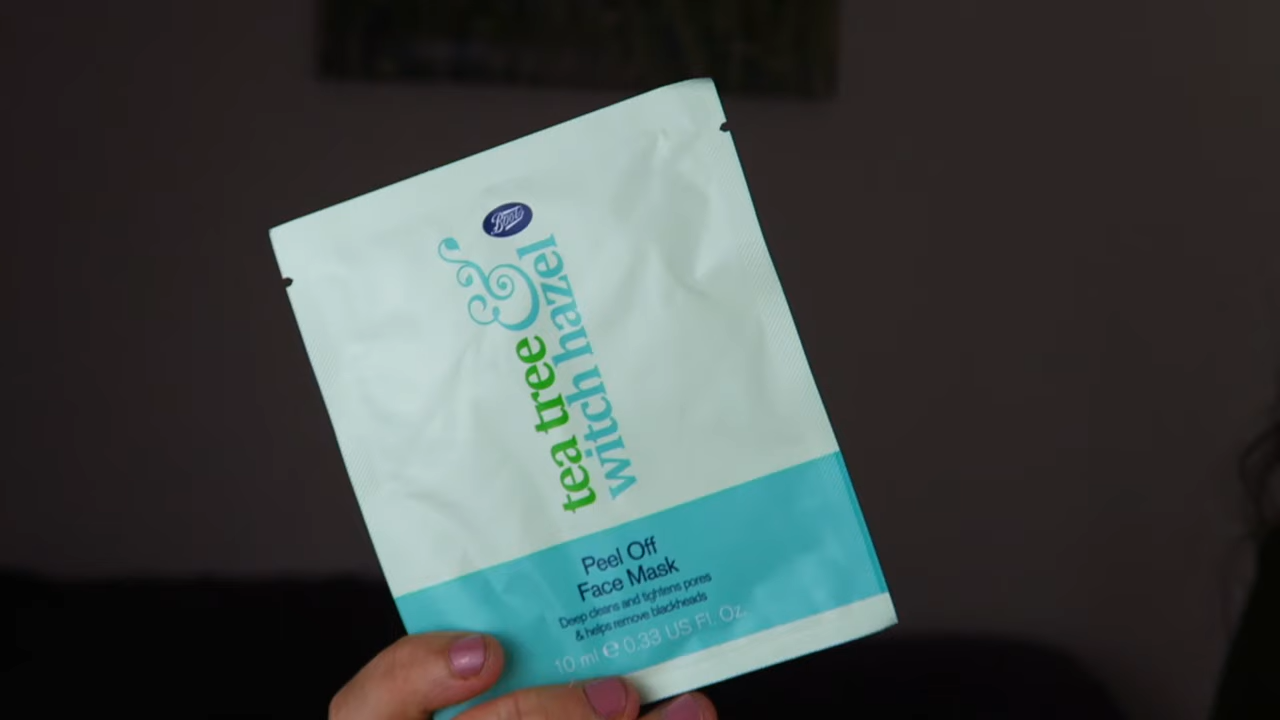 Boots
tea tree &
witch hazel
Peel Off
Face Mask
Deep cleans and tightens pores
& helps remove blackheads
10 ml e 0.33 US Fl. Oz.